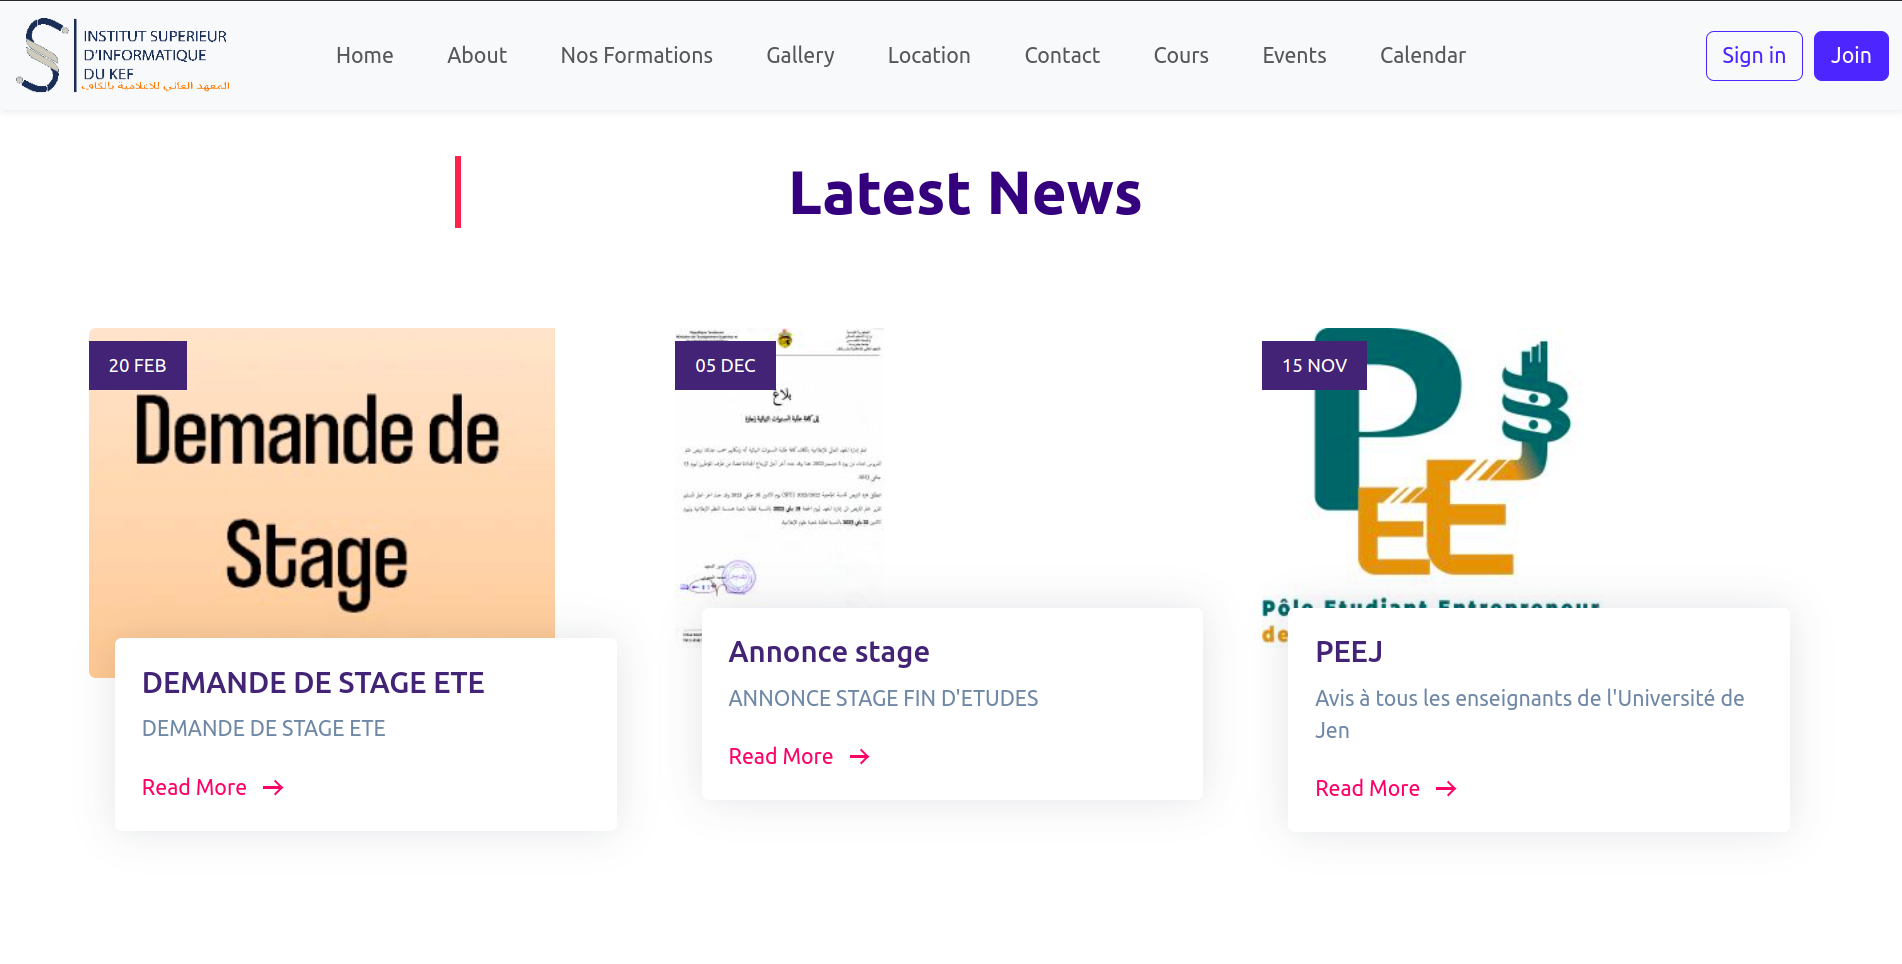 INSTITUT SUPERIEUR
D'INFORMATIQUE
DU KEF
المعهد العالي للاعلامية بالكاف
Home About Nos Formations Gallery Location Contact Cours Events Calendar
Sign in Join
Latest News
20 FEB
Demande de
Stage
DEMANDE DE STAGE ETE
DEMANDE DE STAGE ETE
Read More
05 DEC
بلاغ
Annonce stage
ANNONCE STAGE FIN D'ETUDES
Read More
15 NOV
PEEJ
Pôle Etudiant Entrepreneur
de
PEEJ
Avis à tous les enseignants de l'Université de
Jen
Read More